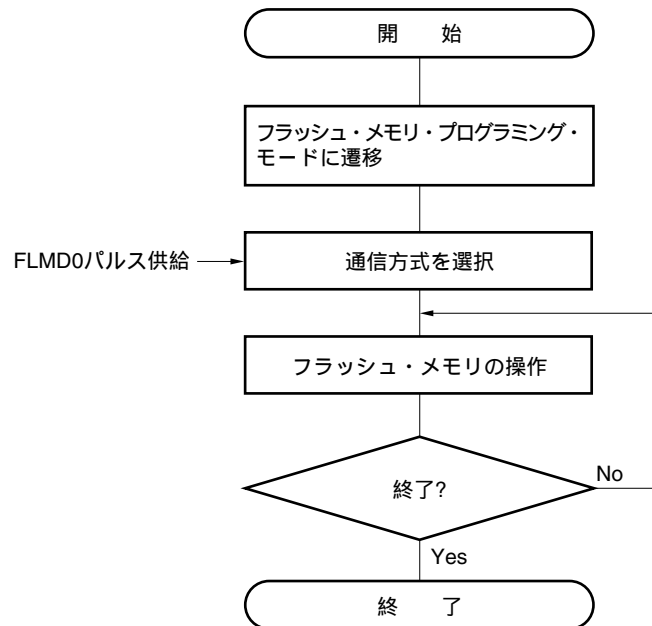 開　始
フラッシュ・メモリ・プログラミング・
モードに遷移
FLMD0パルス供給
通信方式を選択
フラッシュ・メモリの操作
終了?
No
Yes
終　了